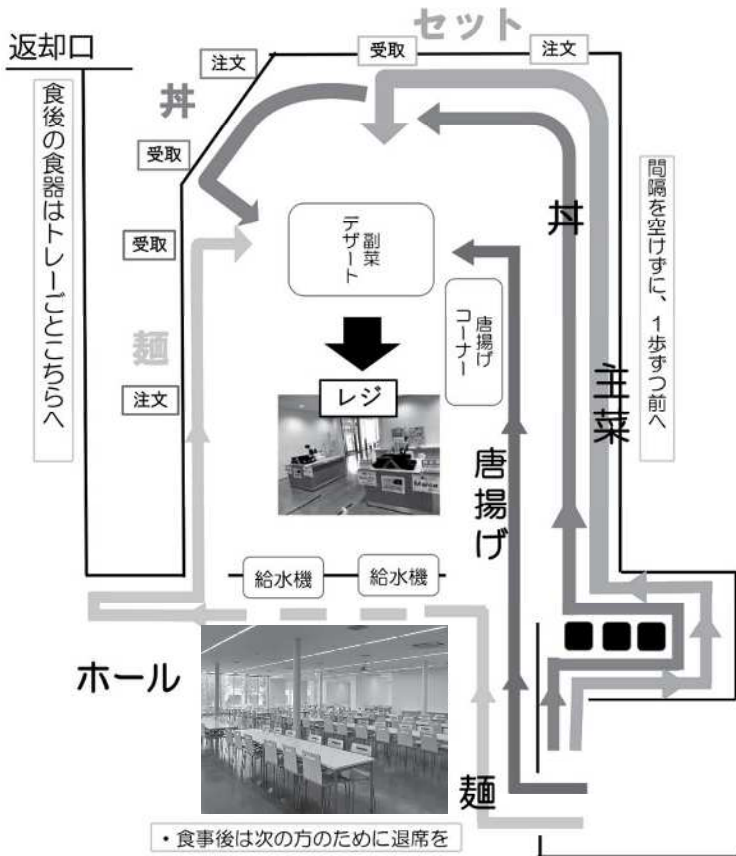 セット
返却口
注文
受取
注文
丼
受取
食後の食器はトレーごとこちらへ
間隔を空けずに、1歩ずつ前へ
丼
受取
副菜
デザート
唐揚げ
コーナー
麺
主菜
注文
レジ
唐揚げ
給水機
給水機
ホール
麺
・食事後は次の方のために退席を